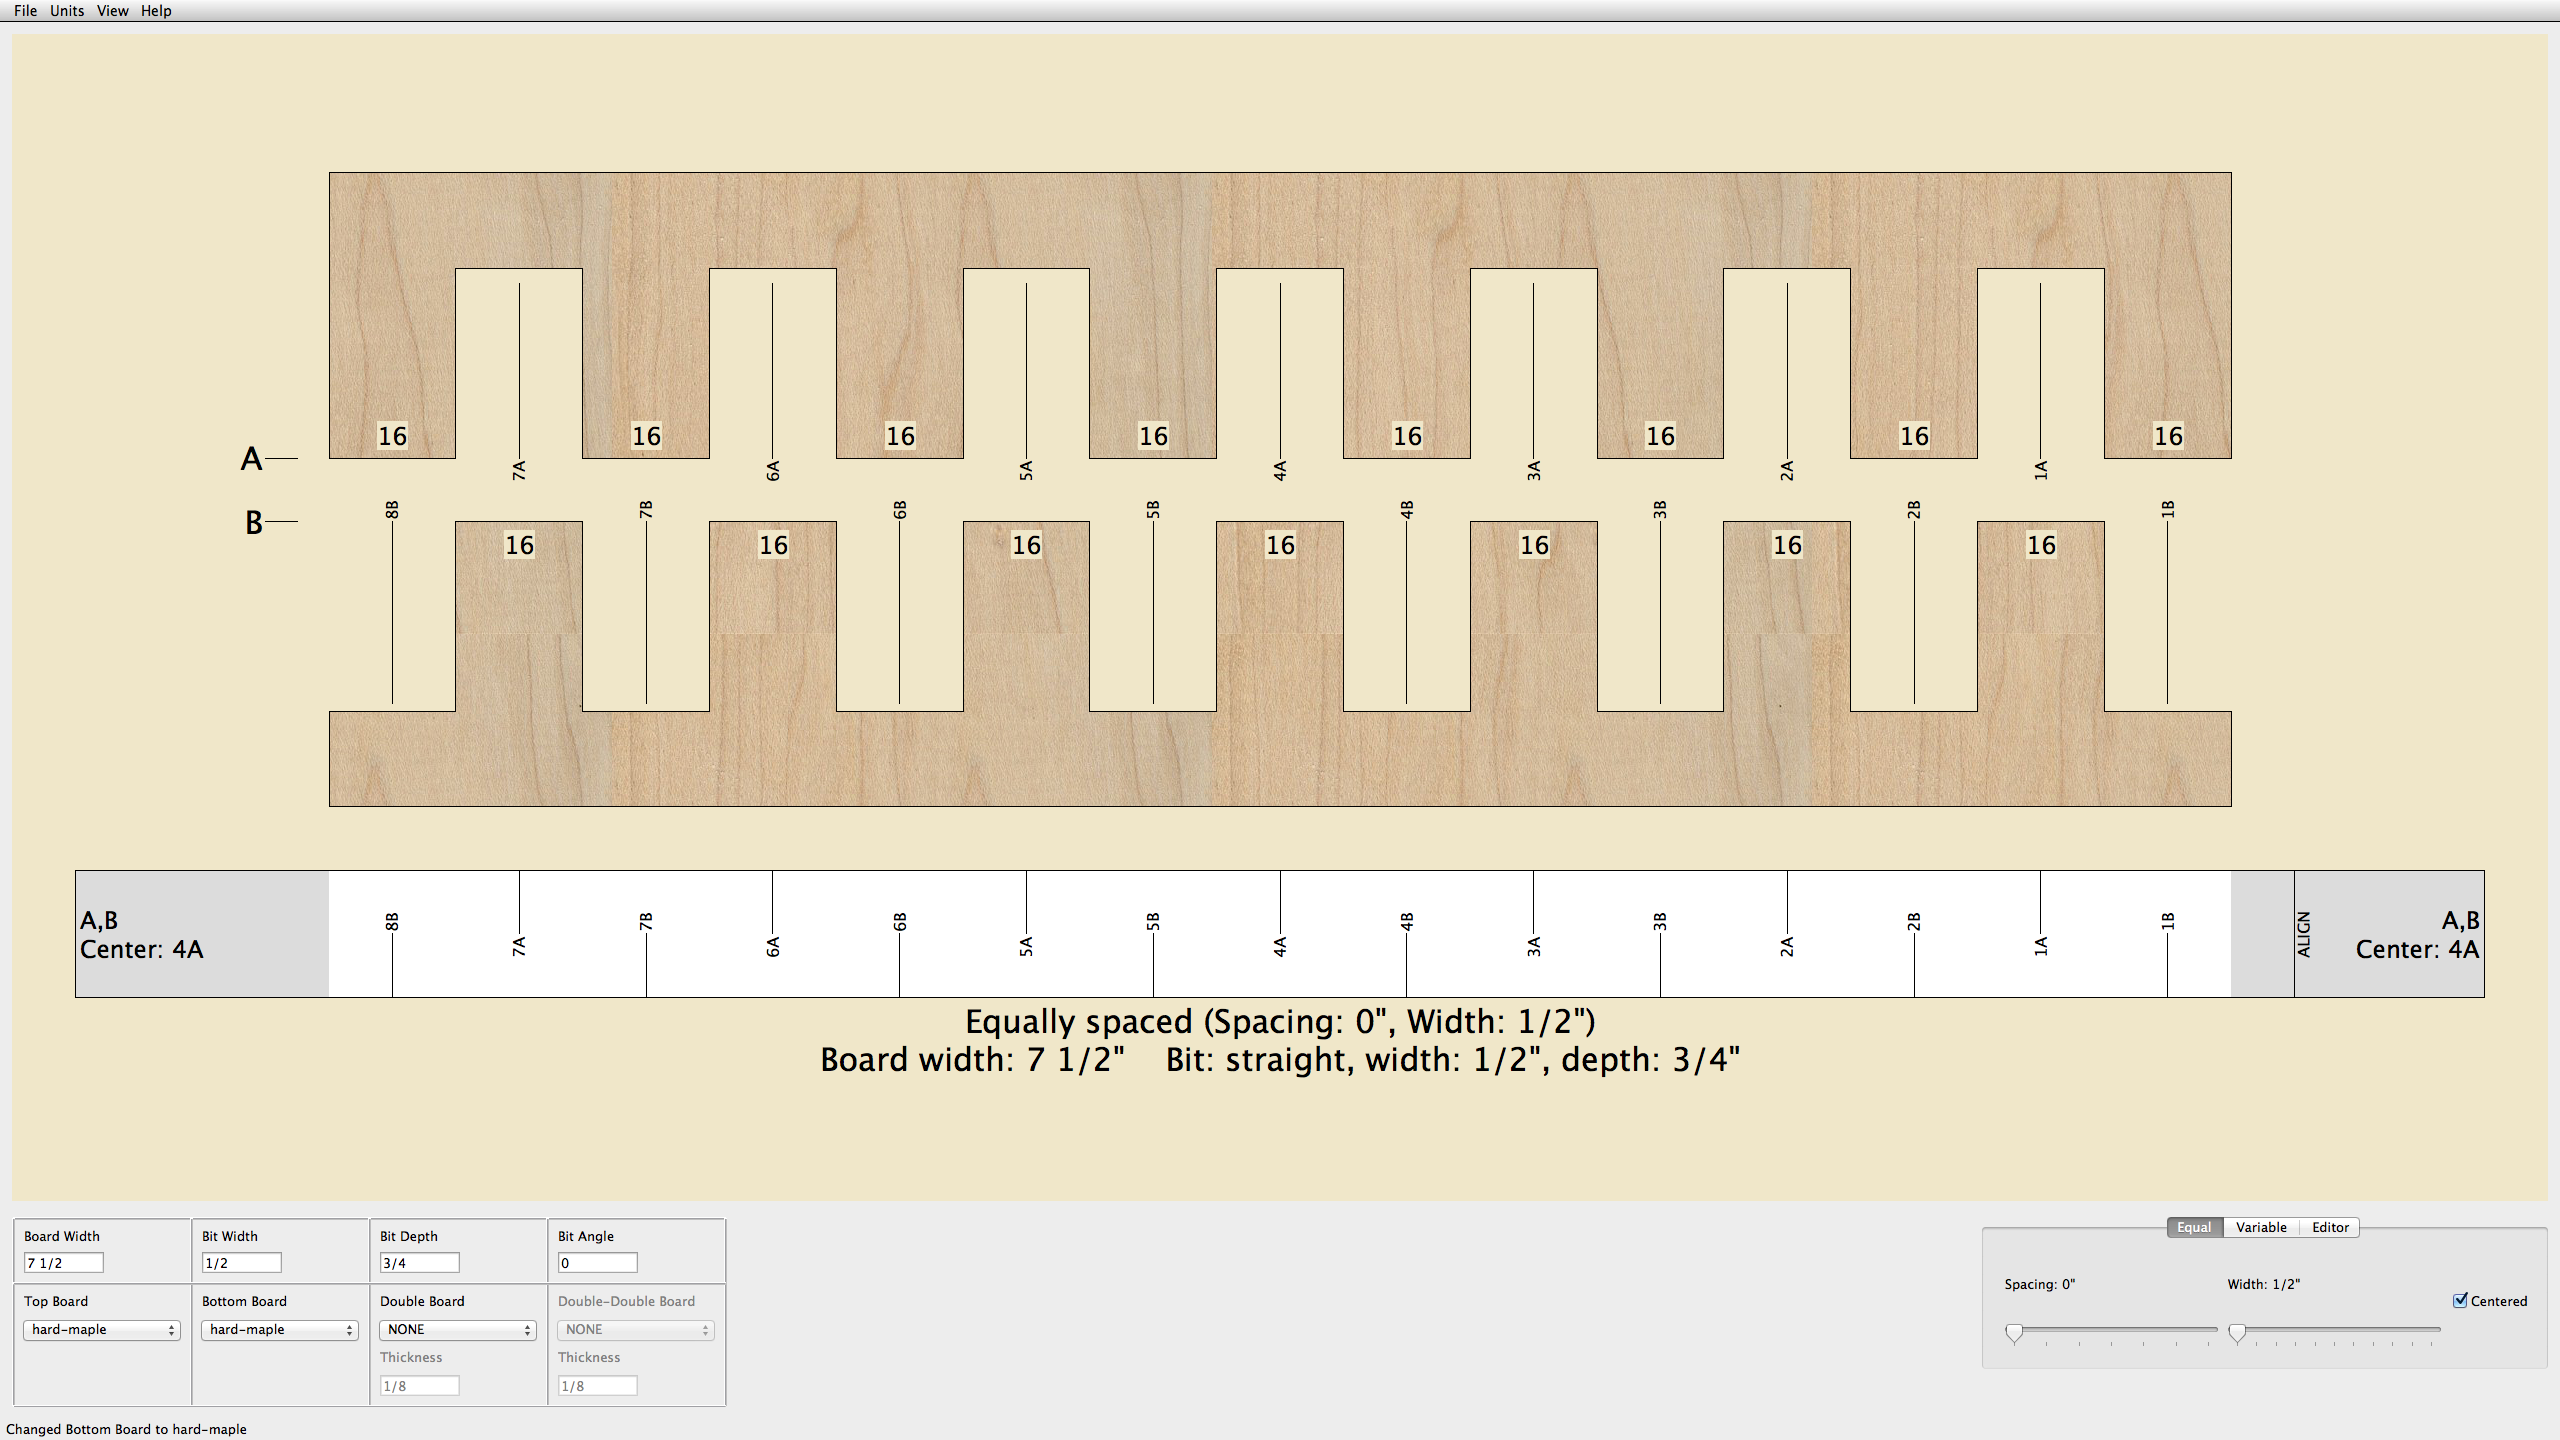 File Units View Help
16 16 16 16 16 16 16 16
A
7A 6A 5A 4A 3A 2A 1A
8B 7B 6B 5B 4B 3B 2B 1B
B
16 16 16 16 16 16 16
A,B
Center: 4A
8B 7A 7B 6A 6B 5A 5B 4A 4B 3A 3B 2A 2B 1A 1B
ALIGN
A,B
Center: 4A
Equally spaced (Spacing: 0", Width: 1/2")
Board width: 7 1/2" Bit: straight, width: 1/2", depth: 3/4"
Board Width Bit Width Bit Depth Bit Angle
7 1/2 1/2 3/4 0
Top Board Bottom Board Double Board Double-Double Board
hard-maple hard-maple NONE NONE
Thickness Thickness
1/8 1/8
Equal Variable Editor
Spacing: 0" Width: 1/2"
Centered
Changed Bottom Board to hard-maple